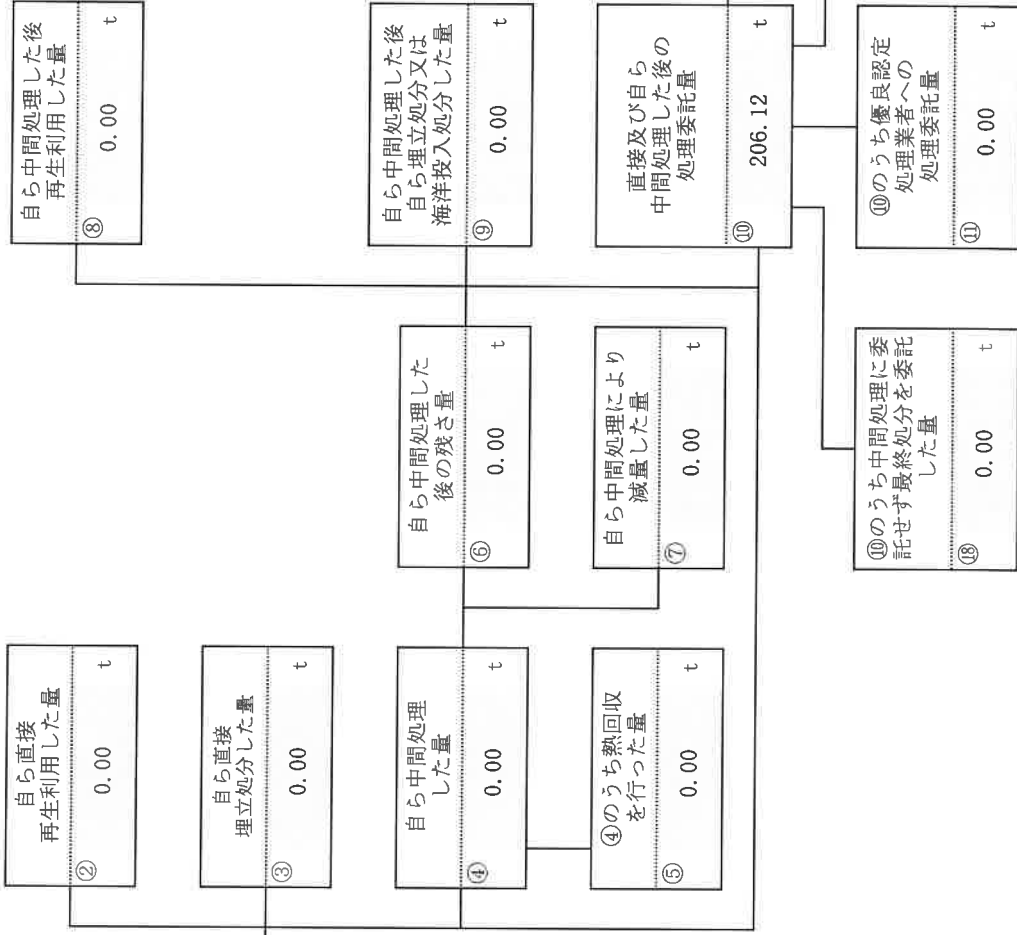 自ら直接
再生利用した量
②
0.00 t
自ら直接
埋立処分した量
③
0.00 t
自ら中間処理
した量
④
0.00 t
④のうち熱回収
を行った量
⑤
0.00 t
自ら中間処理した
後の残さ量
⑥
0.00 t
自ら中間処理により
減量した量
⑦
0.00 t
自ら中間処理した後
再生利用した量
⑧
0.00 t
自ら中間処理した後
自ら埋立処分又は
海洋投入処分した量
⑨
0.00 t
直接及び自ら
中間処理した後の
処理委託量
⑩
206.12 t
⑩のうち優良認定
処理業者への
処理委託量
⑪
0.00 t
⑩のうち中間処理に委
託せず最終処分を委託
した量
⑱
0.00 t